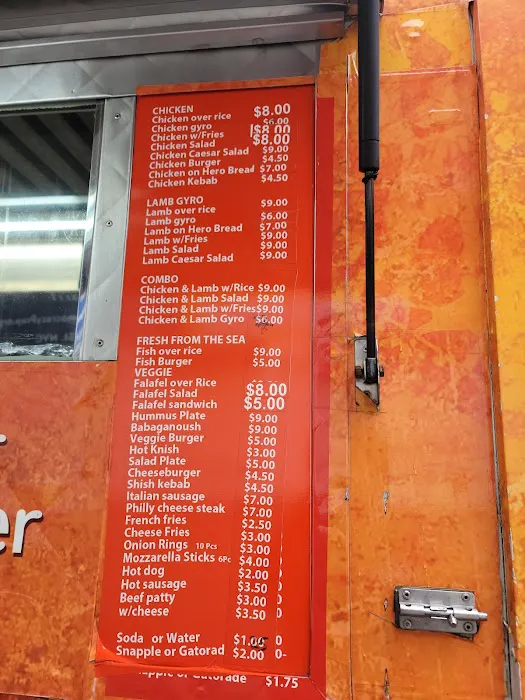 CHICKEN
Chicken over rice $8.00
Chicken gyro $6.00
Chicken w/Fries $8.00
Chicken Salad $8.00
Chicken Caesar Salad $9.00
Chicken Burger $4.50
Chicken on Hero Bread $7.00
Chicken Kebab $4.50
LAMB GYRO
Lamb over rice $9.00
Lamb gyro $6.00
Lamb on Hero Bread $7.00
Lamb w/Fries $9.00
Lamb Salad $9.00
Lamb Caesar Salad $9.00
COMBO
Chicken & Lamb w/Rice $9.00
Chicken & Lamb Salad $9.00
Chicken & Lamb w/Fries $9.00
Chicken & Lamb Gyro $6.00
FRESH FROM THE SEA
Fish over rice $9.00
Fish Burger $5.00
VEGGIE
Falafel over Rice
Falafel Salad $8.00
Falafel sandwich $5.00
Hummus Plate $9.00
Babaganoush $9.00
Veggie Burger $5.00
Hot Knish $3.00
Salad Plate $5.00
Cheeseburger $4.50
Shish kebab $4.50
Italian sausage $7.00
Philly cheese steak $7.00
French fries $2.50
Cheese Fries $3.00
Onion Rings 10 Pcs $3.00
Mozzarella Sticks 6Pc $4.00
Hot dog $2.00
Hot sausage $3.50
Beef patty $3.00
w/cheese $3.50
Soda or Water
Snapple or Gatorad $2.00
Snapple or Gatorade $1.75
er